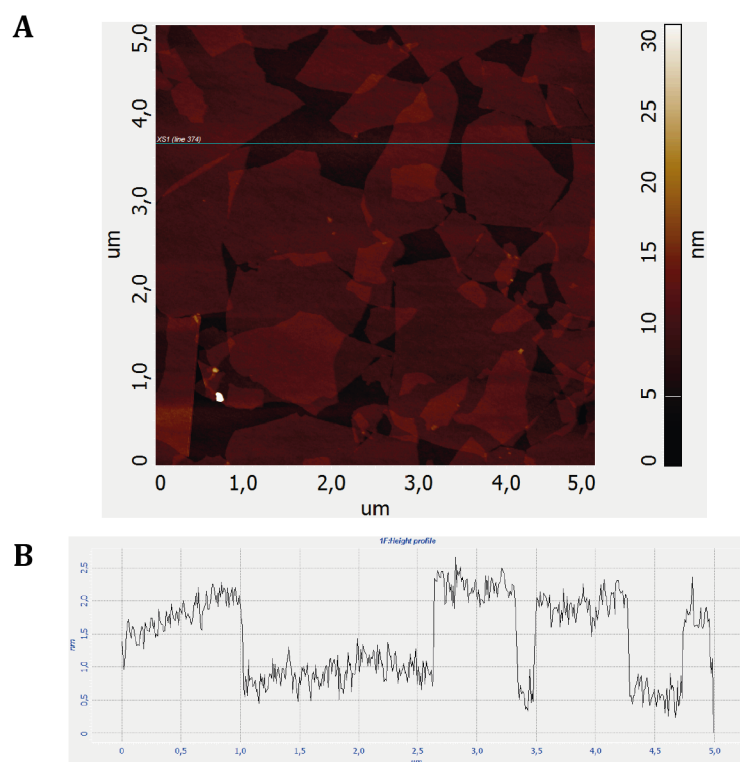 A
5,0
4,0
3,0
2,0
1,0
0
um
XS1 (line 374)
0 1,0 2,0 3,0 4,0 5,0
um
30
25
20
15
10
5
0
nm
B
1F:Height profile
2,5
2,0
1,5
1,0
0,5
0
nm
0 0,5 1,0 1,5 2,0 2,5 3,0 3,5 4,0 4,5 5,0
um